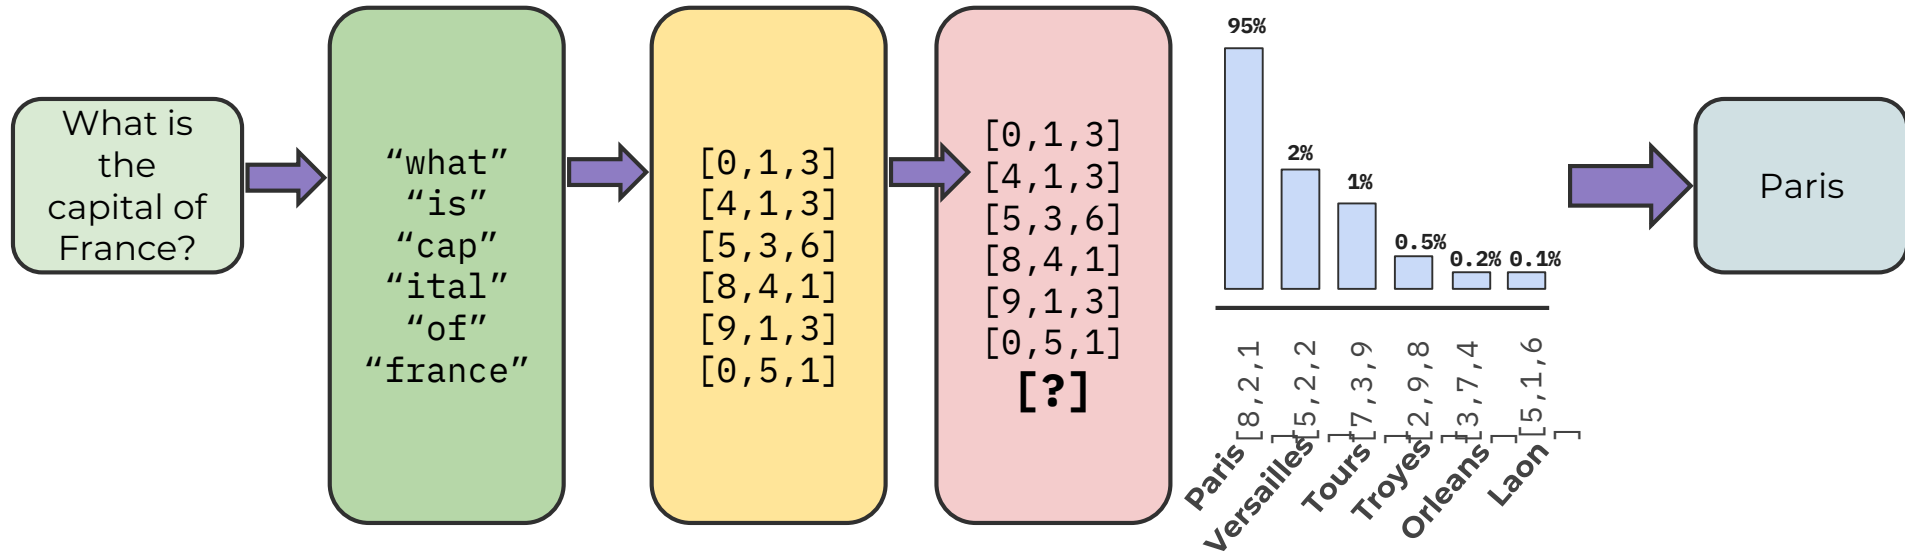 What is
the
capital of
France?
“what”
“is”
“cap”
“ital”
“of”
“france”
[0,1,3]
[4,1,3]
[5,3,6]
[8,4,1]
[9,1,3]
[0,5,1]
[0,1,3]
[4,1,3]
[5,3,6]
[8,4,1]
[9,1,3]
[0,5,1]
[?]
95%
2%
1%
0.5%
0.2%
0.1%
[8,2,1]
[5,2,2]
[7,3,9]
[2,9,8]
[3,7,4]
[5,1,6]
Paris
Versailles
Tours
Troyes
Orleans
Laon
Paris